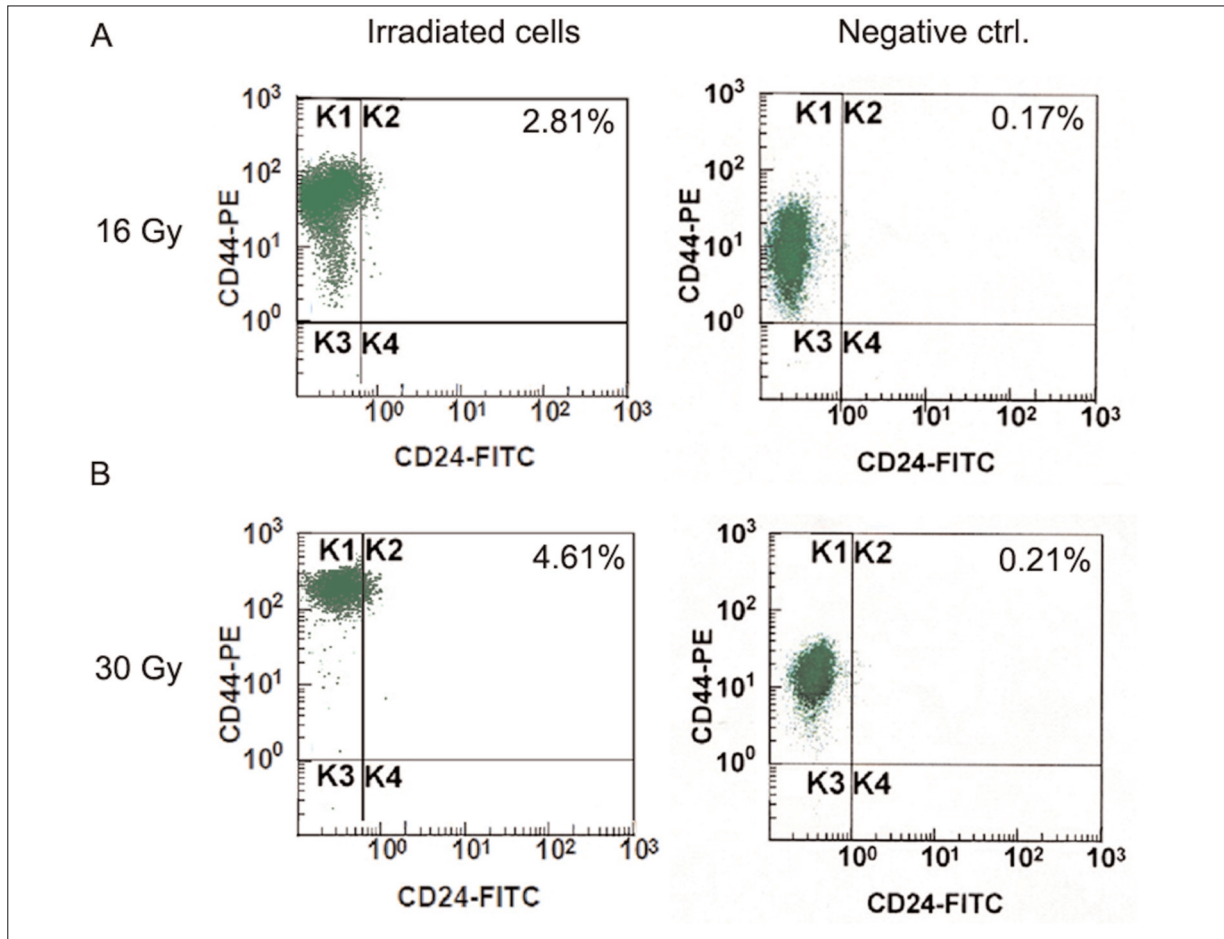 A
Irradiated cells
Negative ctrl.
16 Gy
CD44-PE
10³
10²
10¹
10⁰
K1 K2
2.81%
K3 K4
10⁰ 10¹ 10² 10³
CD24-FITC
CD44-PE
10³
10²
10¹
10⁰
K1 K2
0.17%
K3 K4
10⁰ 10¹ 10² 10³
CD24-FITC
B
30 Gy
CD44-PE
10³
10²
10¹
10⁰
K1 K2
4.61%
K3 K4
10⁰ 10¹ 10² 10³
CD24-FITC
CD44-PE
10³
10²
10¹
10⁰
K1 K2
0.21%
K3 K4
10⁰ 10¹ 10² 10³
CD24-FITC